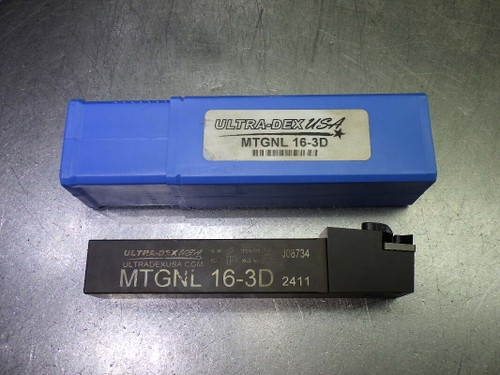 ULTRA-DEX USA
MTGNL 16-3D
ULTRA-DEX USA
ULTRADEXUSA.COM
J08734
MTGNL 16-3D 2411